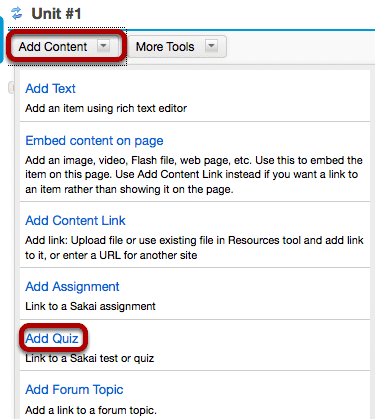 Unit #1
Add Content
More Tools
Add Text
Add an item using rich text editor
Embed content on page
Add an image, video, Flash file, web page, etc. Use this to embed the
item on this page. Use Add Content Link instead if you want a link to
an item rather than showing it on the page.
Add Content Link
Add link: Upload file or use existing file in Resources tool and add link
to it, or enter a URL for another site
Add Assignment
Link to a Sakai assignment
Add Quiz
Link to a Sakai test or quiz
Add Forum Topic
Add a link to a forum topic.